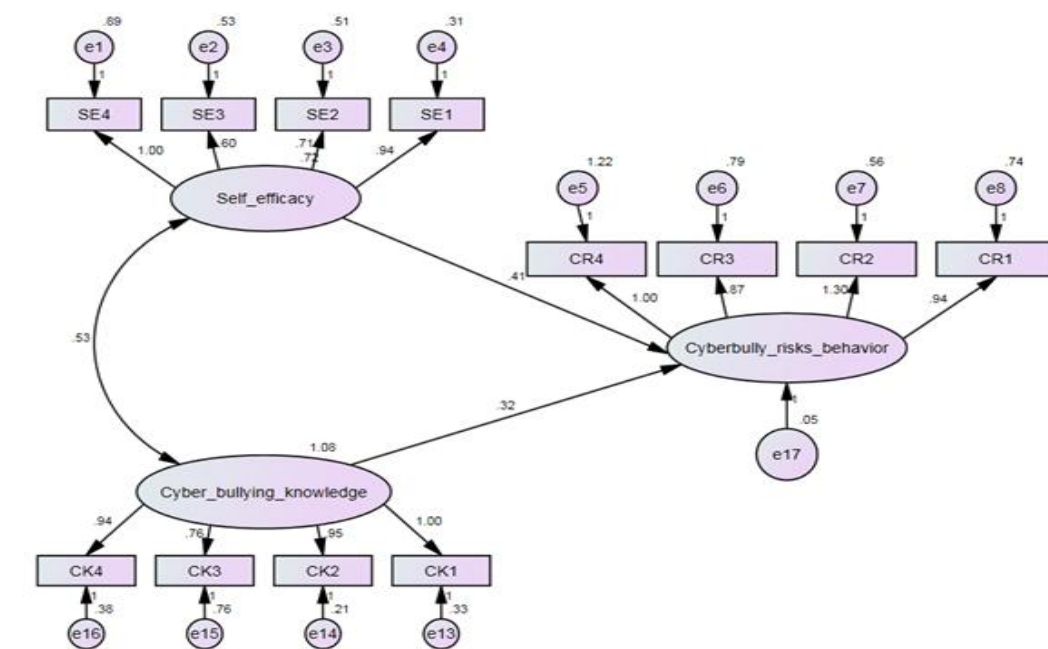 .89 .53 .51 .31
e1 e2 e3 e4
1 1 1 1
SE4 SE3 SE2 SE1
1.00 .60 .71 .94
.72
Self_efficacy
1.22 .79 .56 .74
e5 e6 e7 e8
1 1 1 1
CR4 CR3 CR2 CR1
.41 1.00 .87 1.30 .94
Cyberbully_risks_behavior
.53
.32
1
.05
e17
1.08
Cyber_bullying_knowledge
.94 .76 .95 1.00
CK4 CK3 CK2 CK1
1 1 1 1
.38 .76 .21 .33
e16 e15 e14 e13